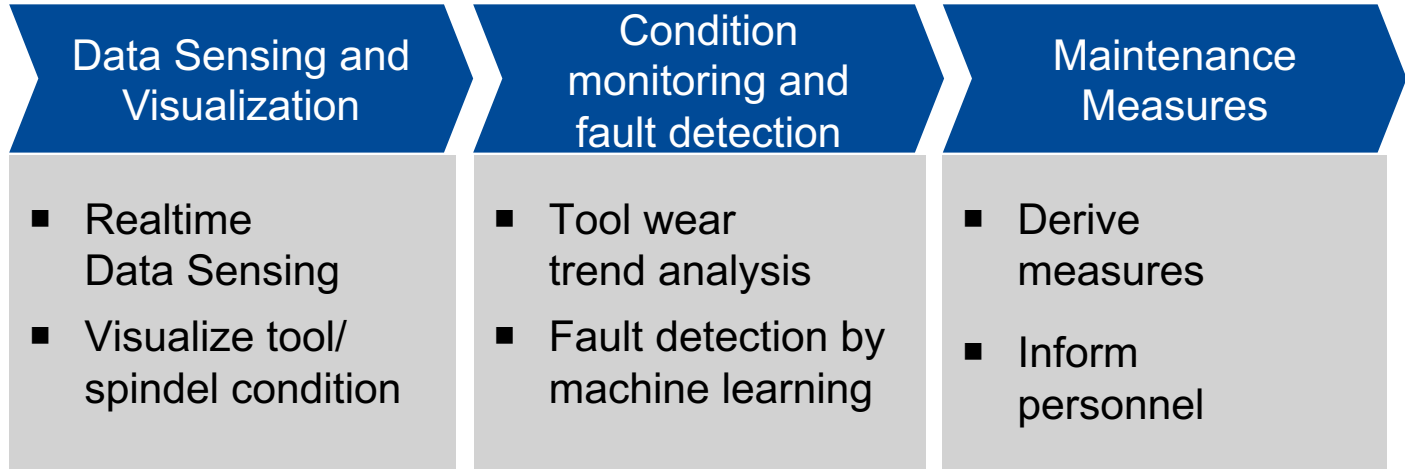 Data Sensing and
Visualization
■ Realtime
Data Sensing
■ Visualize tool/
spindel condition
Condition
monitoring and
fault detection
■ Tool wear
trend analysis
■ Fault detection by
machine learning
Maintenance
Measures
■ Derive
measures
■ Inform
personnel